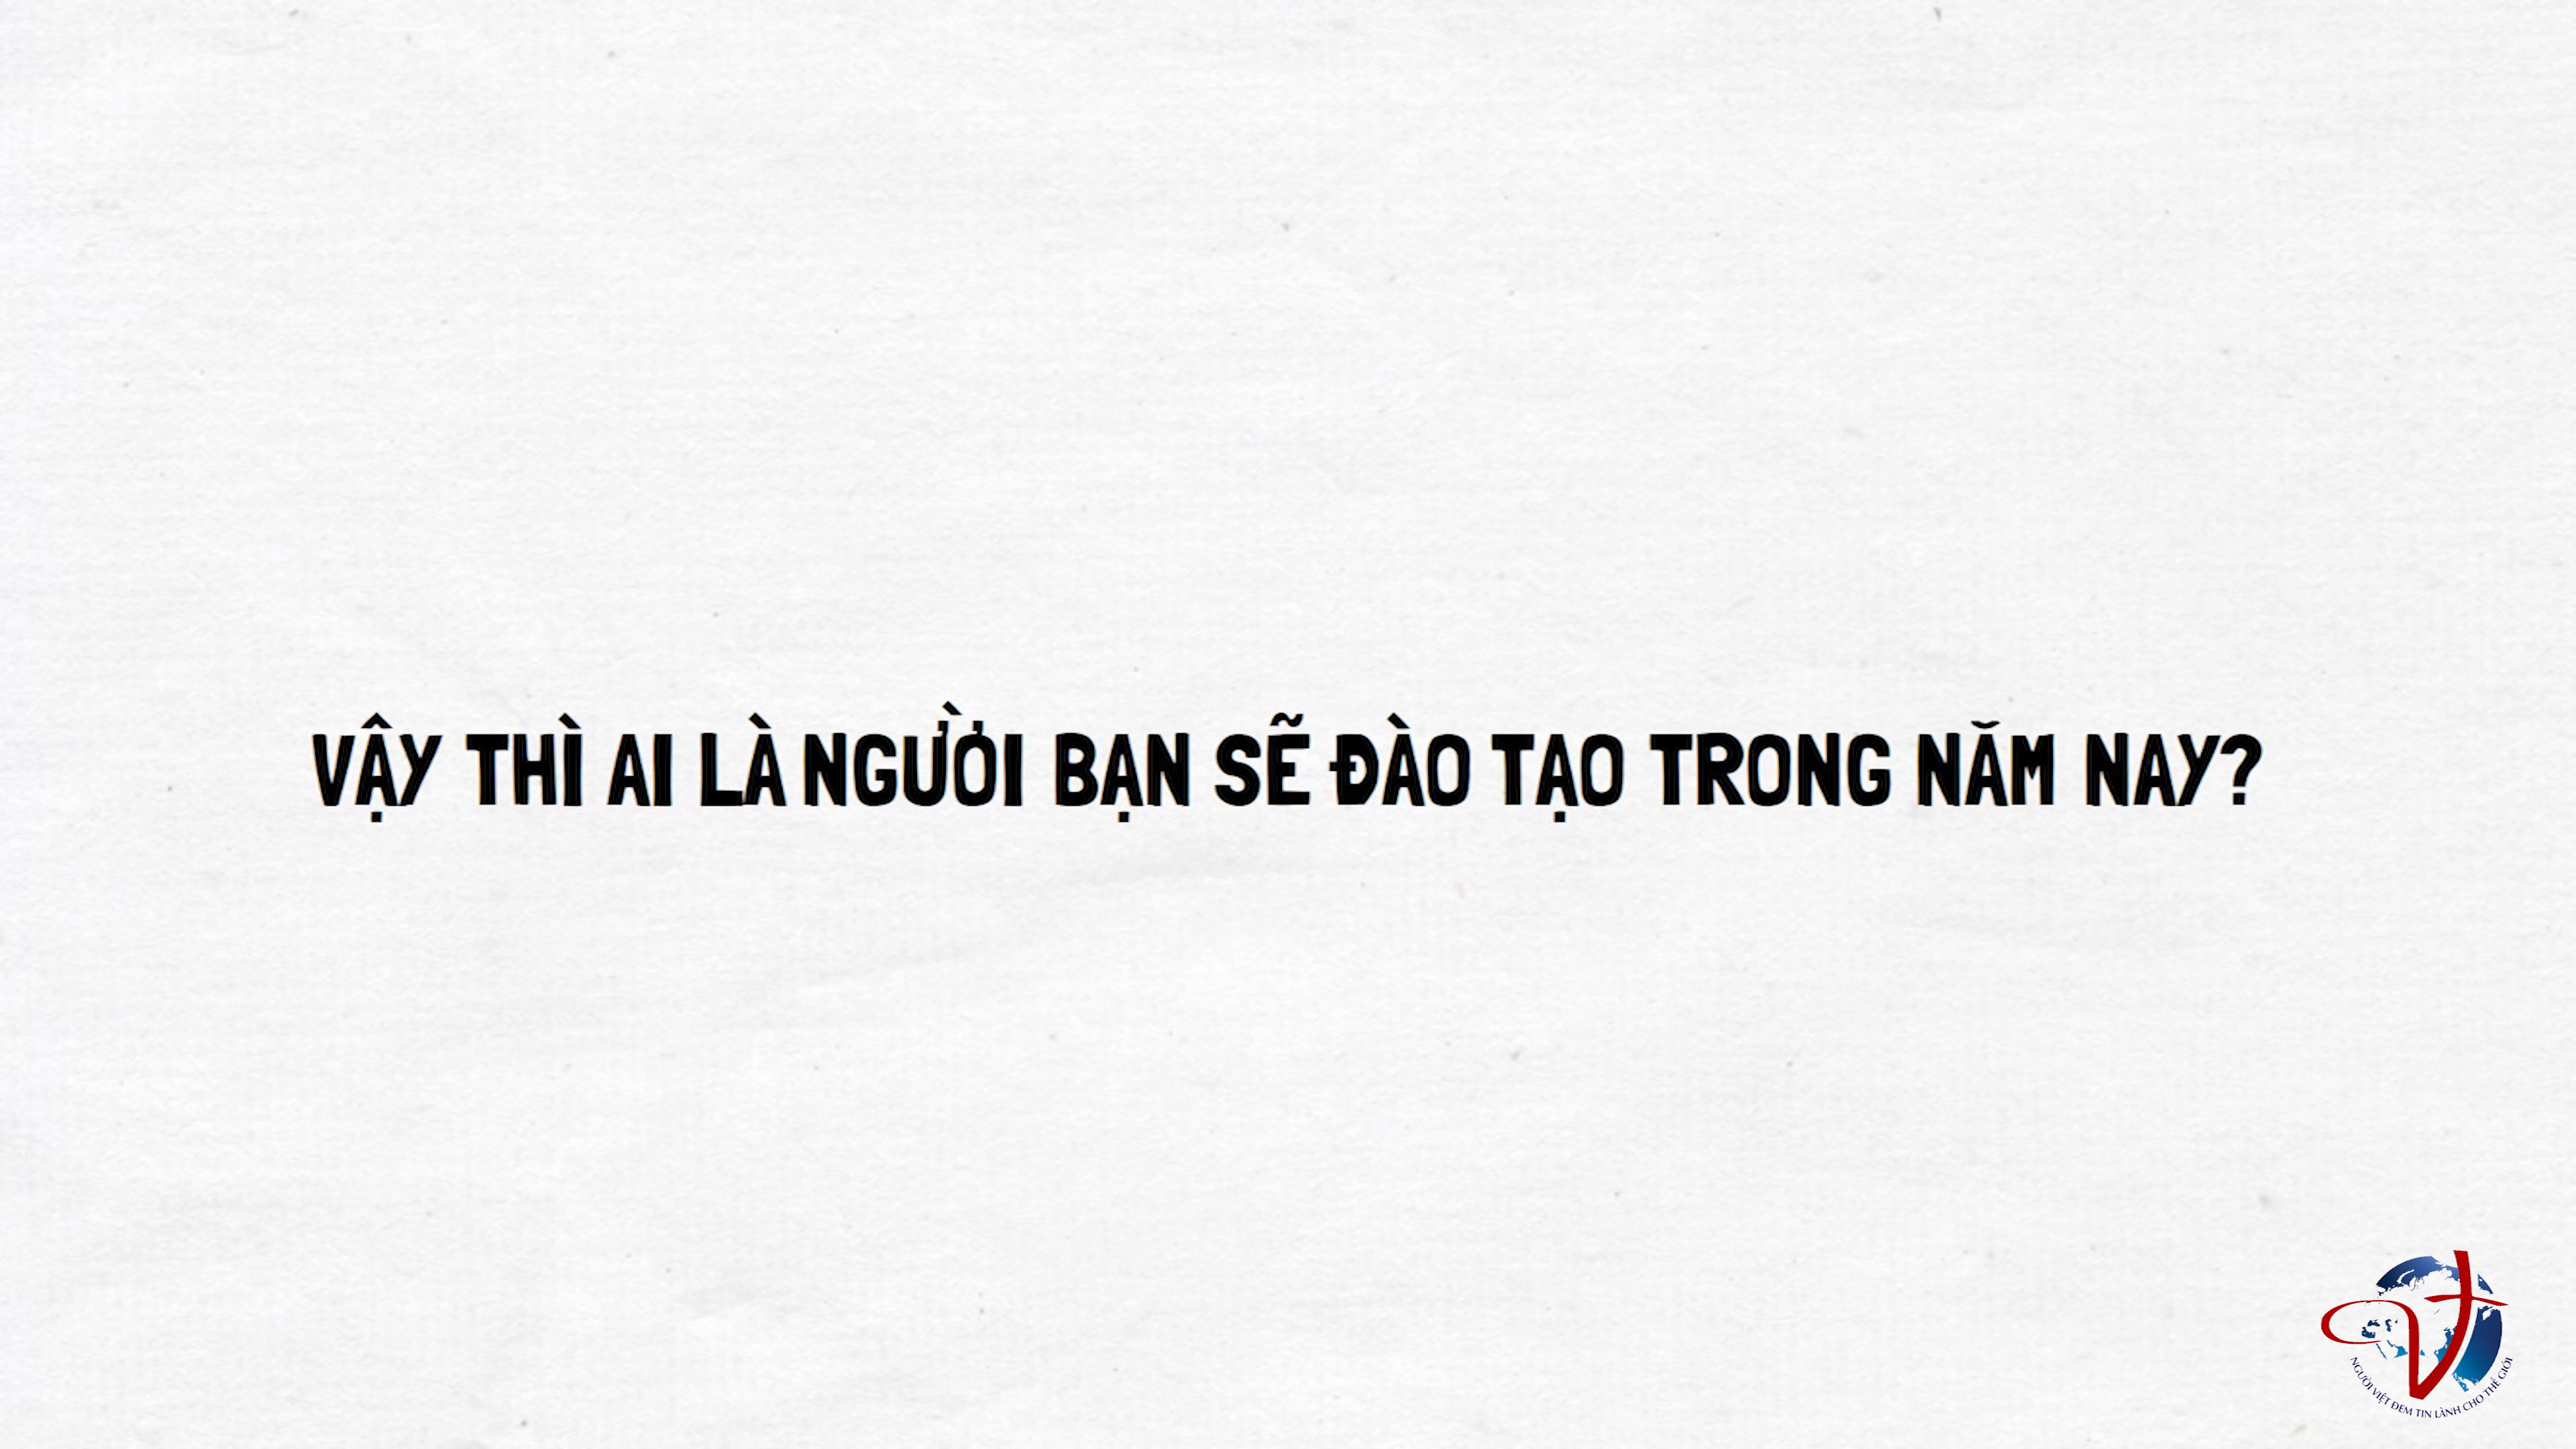 VẬY THÌ AI LÀ NGƯỜI BẠN SẼ ĐÀO TẠO TRONG NĂM NAY?
NGƯỜI VIỆT ĐEM TIN LÀNH CHO THẾ GIỚI